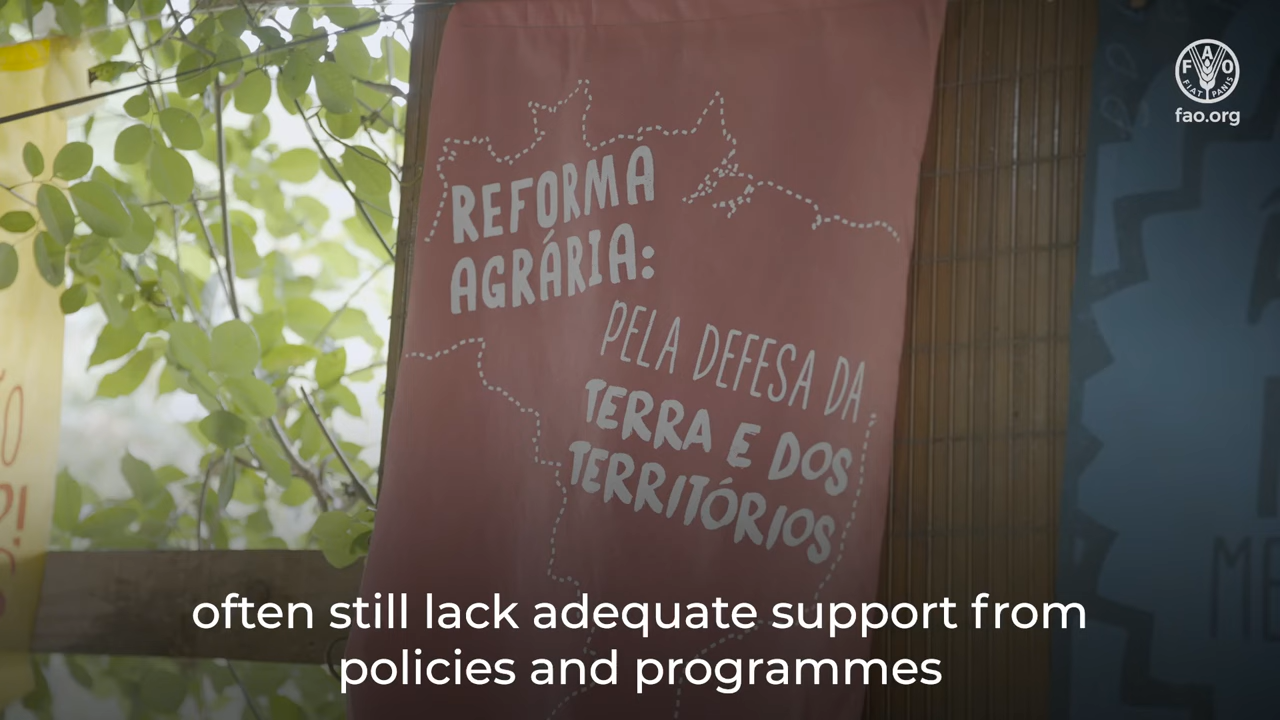 FAO
FIAT PANIS
fao.org
REFORMA
AGRÁRIA:
PELA DEFESA DA
TERRA E DOS
TERRITÓRIOS
often still lack adequate support from
policies and programmes